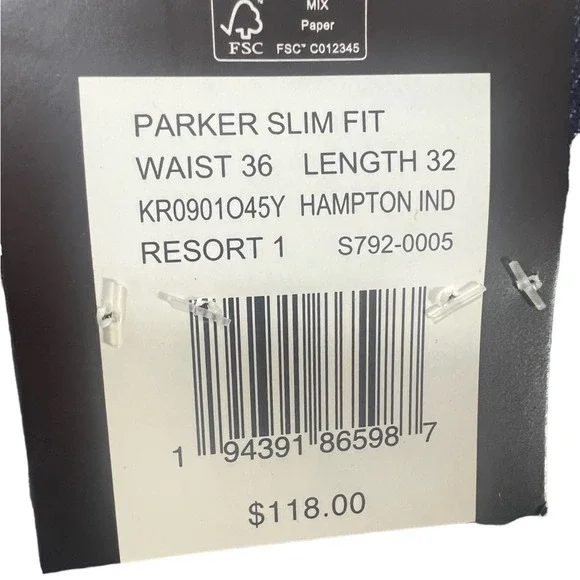 MIX
Paper
FSC
FSC™ C012345
PARKER SLIM FIT
WAIST 36 LENGTH 32
KR0901O45Y HAMPTON IND
RESORT 1 S792-0005
1 94391 86598 7
$118.00